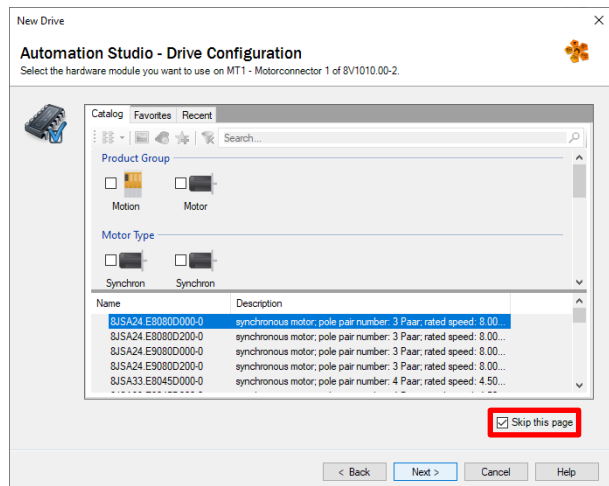 New Drive
Automation Studio - Drive Configuration
Select the hardware module you want to use on MT1 - Motorconnector 1 of 8V1010.00-2.
Catalog Favorites Recent
Search...
Product Group
Motion Motor
Motor Type
Synchron Synchron
Name Description
8JSA24.E8080D000-0 synchronous motor; pole pair number: 3 Paar; rated speed: 8.00...
8JSA24.E8080D200-0 synchronous motor; pole pair number: 3 Paar; rated speed: 8.00...
8JSA24.E9080D000-0 synchronous motor; pole pair number: 3 Paar; rated speed: 8.00...
8JSA24.E9080D200-0 synchronous motor; pole pair number: 3 Paar; rated speed: 8.00...
8JSA33.E8045D000-0 synchronous motor; pole pair number: 4 Paar; rated speed: 4.50...
Skip this page
< Back Next > Cancel Help